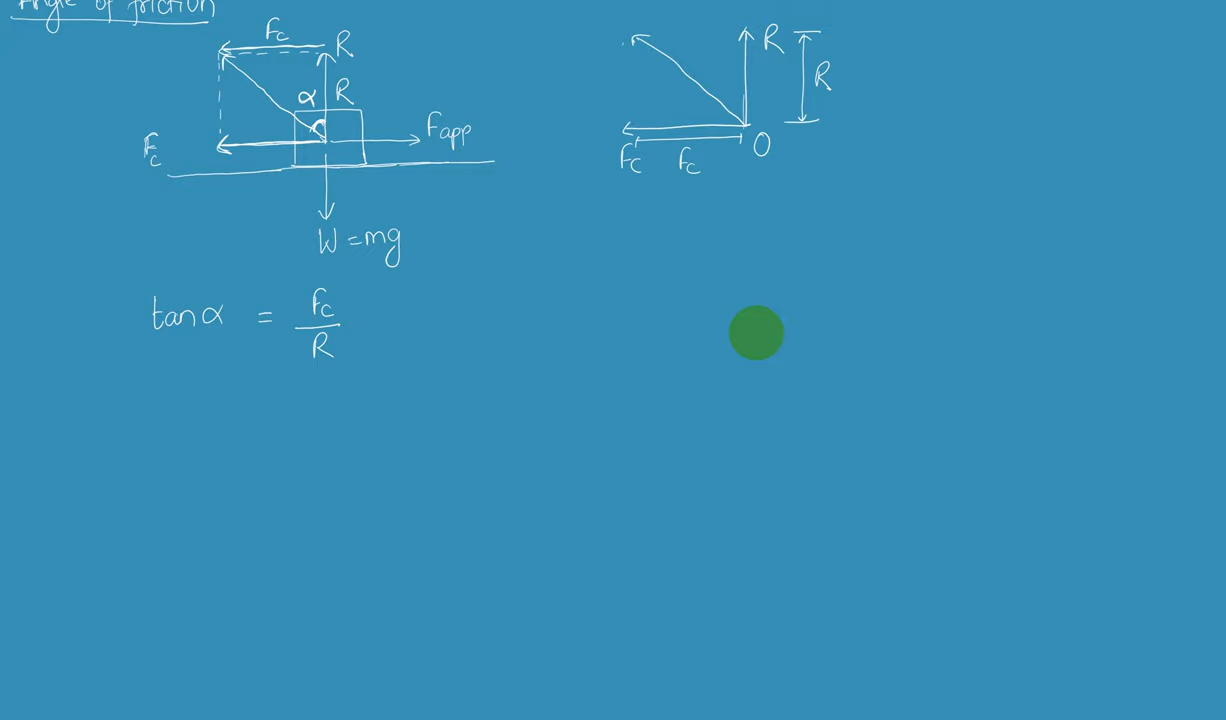 Angle of friction
Fc
R
R
R
α
R
Fapp
Fc
Fc
Fc
O
W = mg
tan α = Fc/R